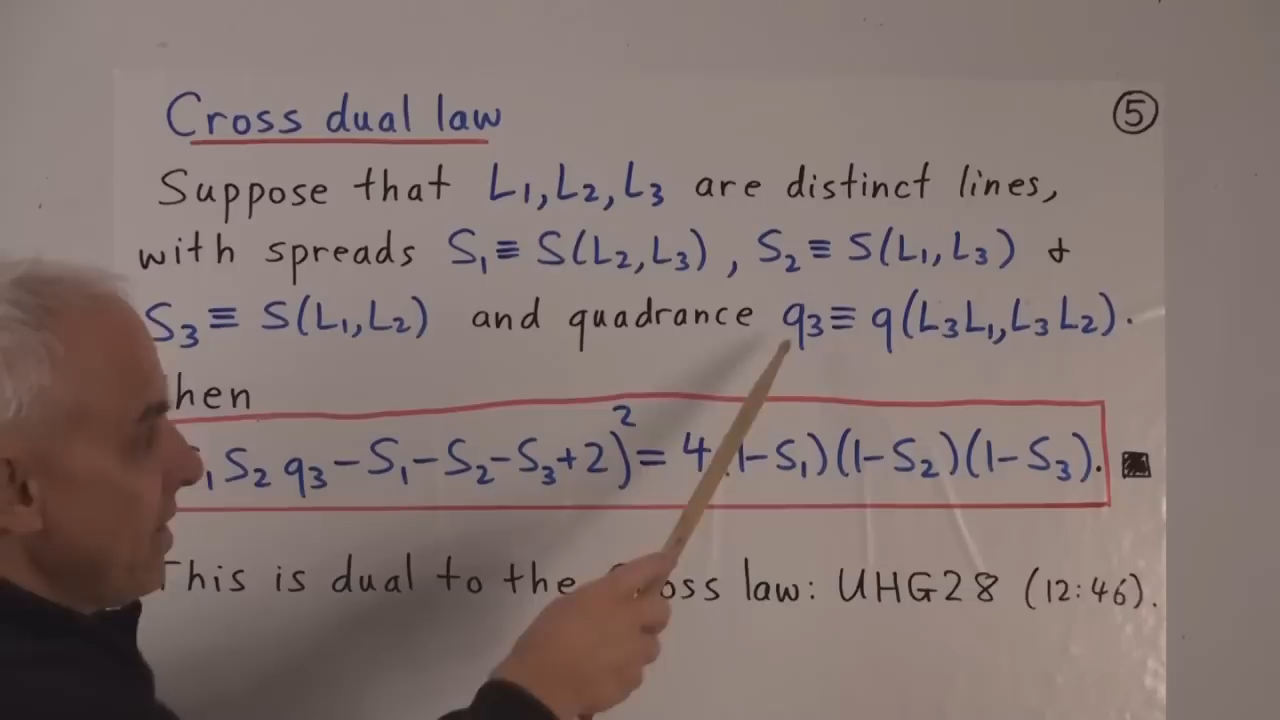 Cross dual law
⑤
Suppose that L₁, L₂, L₃ are distinct lines,
with spreads S₁ ≡ S(L₂, L₃), S₂ ≡ S(L₁, L₃) &
S₃ ≡ S(L₁, L₂) and quadrance q₃ ≡ q(L₃L₁, L₃L₂).
hen
₁ S₂ q₃ − S₁ − S₂ − S₃ + 2)² = 4 1 − S₁)(1 − S₂)(1 − S₃). ■
This is dual to the oss law: UHG28 (12:46).